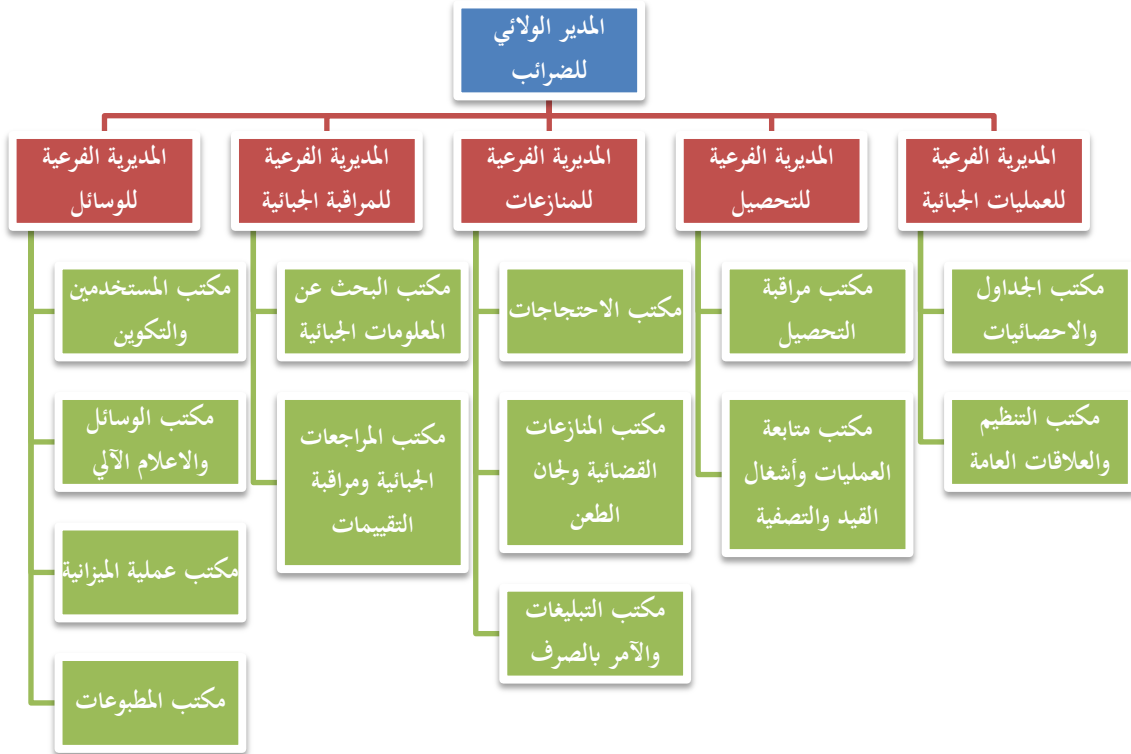 المدير الولائي
للضرائب
المديرية الفرعية
للعمليات الجبائية
مكتب الجداول
والاحصائيات
مكتب التنظيم
والعلاقات العامة
المديرية الفرعية
للتحصيل
مكتب مراقبة
التحصيل
مكتب متابعة
العمليات وأشغال
القيد والتصفية
المديرية الفرعية
للمنازعات
مكتب الاحتجاجات
مكتب المنازعات
القضائية ولجان
الطعن
مكتب التبليغات
والآمر بالصرف
المديرية الفرعية
للمراقبة الجبائية
مكتب البحث عن
المعلومات الجبائية
مكتب المراجعات
الجبائية ومراقبة
التقييمات
المديرية الفرعية
للوسائل
مكتب المستخدمين
والتكوين
مكتب الوسائل
والاعلام الآلي
مكتب عملية الميزانية
مكتب المطبوعات